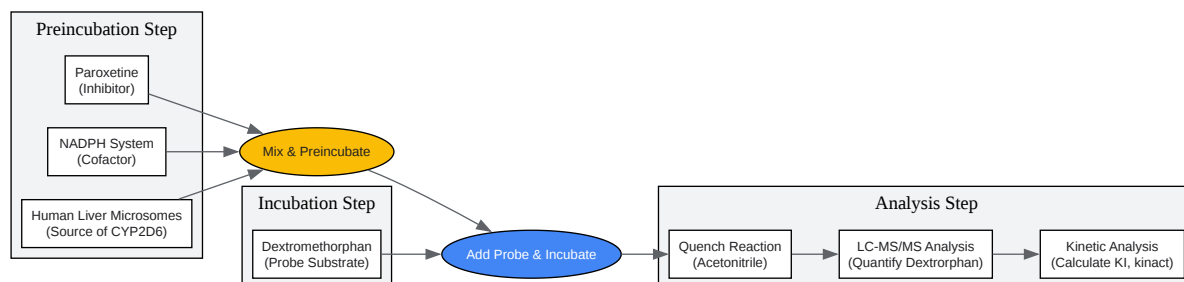 Preincubation Step
Paroxetine
(Inhibitor)
NADPH System
(Cofactor)
Human Liver Microsomes
(Source of CYP2D6)
Mix & Preincubate
Incubation Step
Dextromethorphan
(Probe Substrate)
Add Probe & Incubate
Analysis Step
Quench Reaction
(Acetonitrile)
LC-MS/MS Analysis
(Quantify Dextrorphan)
Kinetic Analysis
(Calculate KI, kinact)